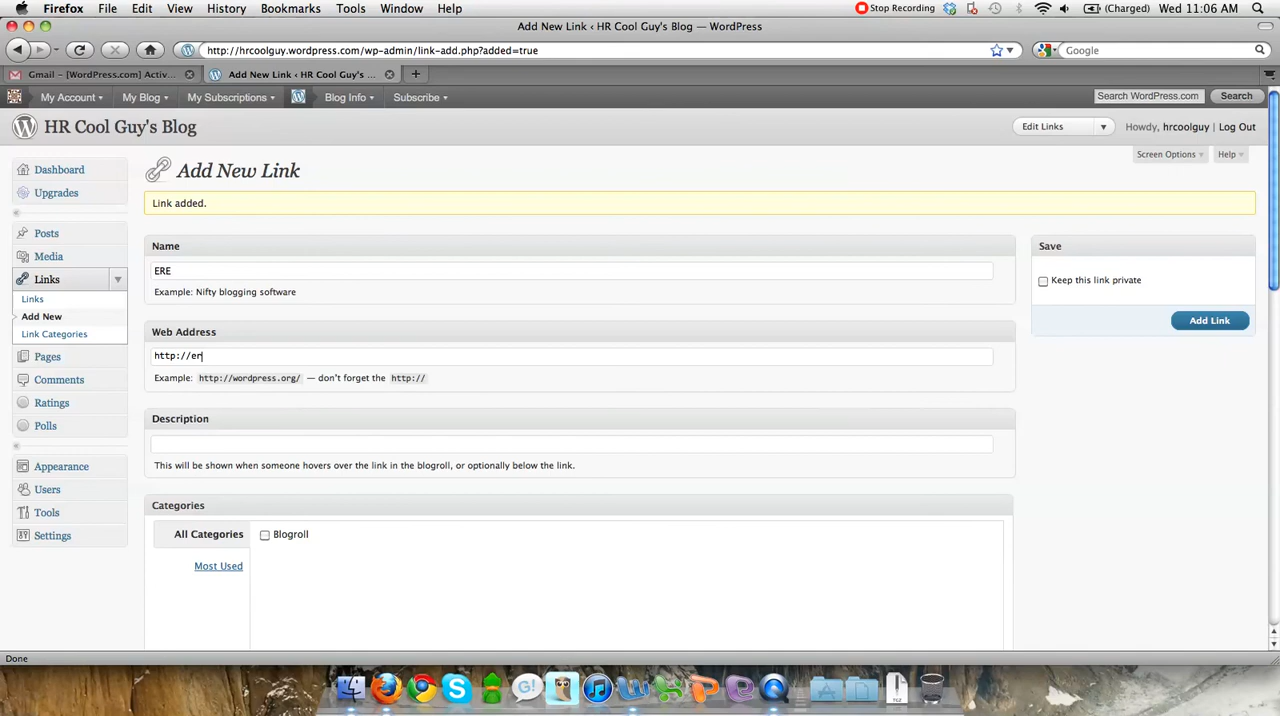 Firefox File Edit View History Bookmarks Tools Window Help Stop Recording (Charged) Wed 11:06 AM
Add New Link ‹ HR Cool Guy's Blog — WordPress
http://hrcoolguy.wordpress.com/wp-admin/link-add.php?added=true Google
Gmail – [WordPress.com] Activ... Add New Link ‹ HR Cool Guy's ...
My Account My Blog My Subscriptions Blog Info Subscribe Search WordPress.com Search
HR Cool Guy's Blog Edit Links Howdy, hrcoolguy | Log Out
Screen Options Help
Add New Link
Link added.
Dashboard
Upgrades
Posts
Media
Links
Links
Add New
Link Categories
Pages
Comments
Ratings
Polls
Appearance
Users
Tools
Settings
Name
ERE
Example: Nifty blogging software
Web Address
http://er
Example: http://wordpress.org/ — don't forget the http://
Description
This will be shown when someone hovers over the link in the blogroll, or optionally below the link.
Categories
All Categories
Blogroll
Most Used
Save
Keep this link private
Add Link
Done